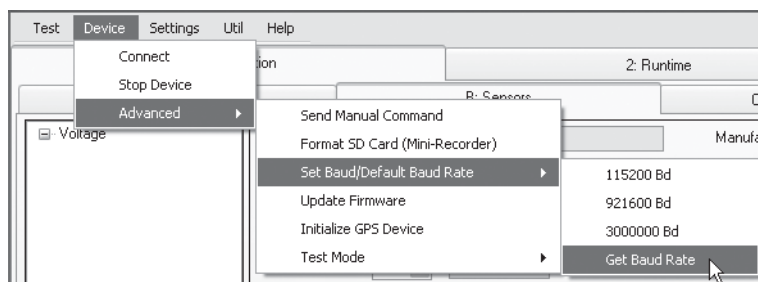 Test Device Settings Util Help
Connect
Stop Device
Advanced
2: Runtime
B: Sensors
Voltage
Manufa
Send Manual Command
Format SD Card (Mini-Recorder)
Set Baud/Default Baud Rate
Update Firmware
Initialize GPS Device
Test Mode
115200 Bd
921600 Bd
3000000 Bd
Get Baud Rate